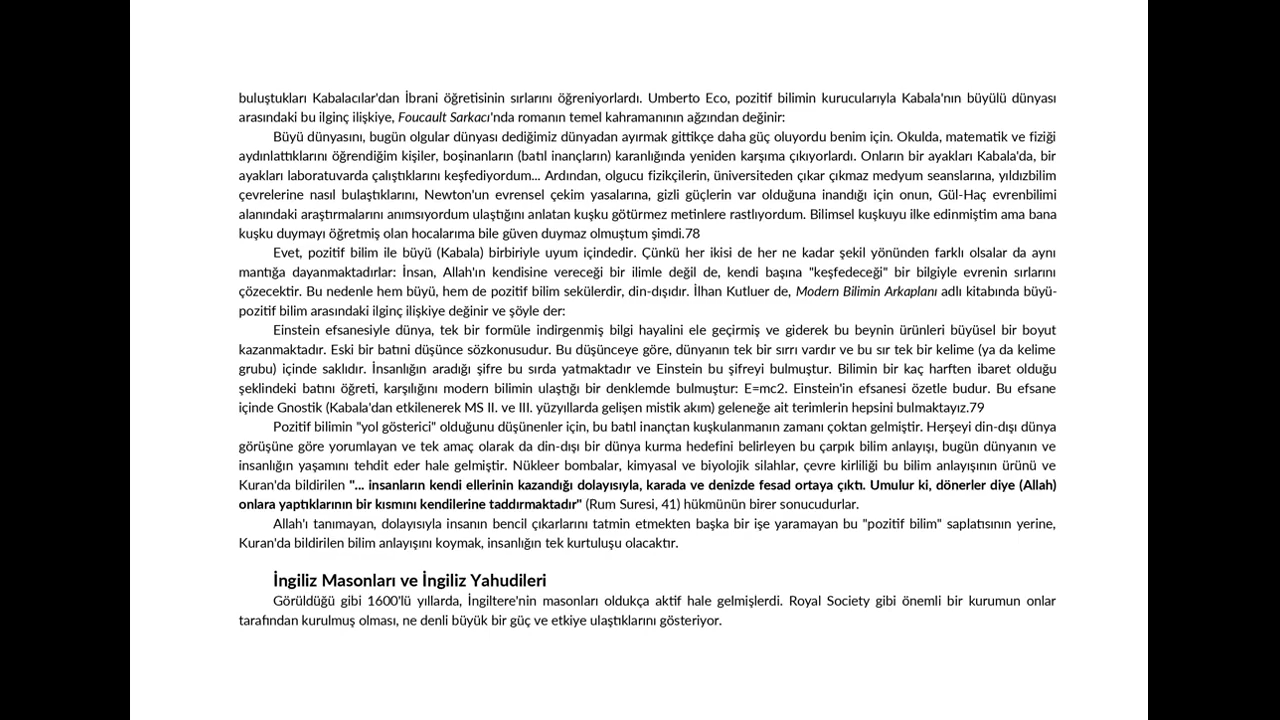 buluştukları Kabalacılar'dan İbrani öğretisinin sırlarını öğreniyorlardı. Umberto Eco, pozitif bilimin kurucularıyla Kabala'nın büyülü dünyası
arasındaki bu ilginç ilişkiye, Foucault Sarkacı'nda romanın temel kahramanının ağzından değinir:
Büyü dünyasını, bugün olgular dünyası dediğimiz dünyadan ayırmak gittikçe daha güç oluyordu benim için. Okulda, matematik ve fiziği
aydınlattıklarını öğrendiğim kişiler, boşinanların (batıl inançların) karanlığında yeniden karşıma çıkıyorlardı. Onların bir ayakları Kabala'da, bir
ayakları laboratuvarda çalıştıklarını keşfediyordum... Ardından, olgucu fizikçilerin, üniversiteden çıkar çıkmaz medyum seanslarına, yıldızbilim
çevrelerine nasıl bulaştıklarını, Newton'un evrensel çekim yasalarına, gizli güçlerin var olduğuna inandığı için onun, Gül-Haç evrenbilimi
alanındaki araştırmalarını anımsıyordum ulaştığını anlatan kuşku götürmez metinlere rastlıyordum. Bilimsel kuşkuyu ilke edinmiştim ama bana
kuşku duymayı öğretmiş olan hocalarıma bile güven duymaz olmuştum şimdi.78
Evet, pozitif bilim ile büyü (Kabala) birbiriyle uyum içindedir. Çünkü her ikisi de her ne kadar şekil yönünden farklı olsalar da aynı
mantığa dayanmaktadırlar: İnsan, Allah'ın kendisine vereceği bir ilimle değil de, kendi başına "keşfedeceği" bir bilgiyle evrenin sırlarını
çözecektir. Bu nedenle hem büyü, hem de pozitif bilim sekülerdir, din-dışıdır. İlhan Kutluer de, Modern Bilimin Arkaplanı adlı kitabında büyü-
pozitif bilim arasındaki ilginç ilişkiye değinir ve şöyle der:
Einstein efsanesiyle dünya, tek bir formüle indirgenmiş bilgi hayalini ele geçirmiş ve giderek bu beynin ürünleri büyüsel bir boyut
kazanmaktadır. Eski bir batıni düşünce sözkonusudur. Bu düşünceye göre, dünyanın tek bir sırrı vardır ve bu sır tek bir kelime (ya da kelime
grubu) içinde saklıdır. İnsanlığın aradığı şifre bu sırda yatmaktadır ve Einstein bu şifreyi bulmuştur. Bilimin bir kaç harften ibaret olduğu
şeklindeki batıni öğreti, karşılığını modern bilimin ulaştığı bir denklemde bulmuştur: E=mc2. Einstein'in efsanesi özetle budur. Bu efsane
içinde Gnostik (Kabala'dan etkilenerek MS II. ve III. yüzyıllarda gelişen mistik akım) geleneğe ait terimlerin hepsini bulmaktayız.79
Pozitif bilimin "yol gösterici" olduğunu düşünenler için, bu batıl inançtan kuşkulanmanın zamanı çoktan gelmiştir. Herşeyi din-dışı dünya
görüşüne göre yorumlayan ve tek amaç olarak da din-dışı bir dünya kurma hedefini belirleyen bu çarpık bilim anlayışı, bugün dünyanın ve
insanlığın yaşamını tehdit eder hale gelmiştir. Nükleer bombalar, kimyasal ve biyolojik silahlar, çevre kirliliği bu bilim anlayışının ürünü ve
Kuran'da bildirilen "... insanların kendi ellerinin kazandığı dolayısıyla, karada ve denizde fesad ortaya çıktı. Umulur ki, dönerler diye (Allah)
onlara yaptıklarının bir kısmını kendilerine taddırmaktadır" (Rum Suresi, 41) hükmünün birer sonucudurlar.
Allah'ı tanımayan, dolayısıyla insanın bencil çıkarlarını tatmin etmekten başka bir işe yaramayan bu "pozitif bilim" saplatısının yerine,
Kuran'da bildirilen bilim anlayışını koymak, insanlığın tek kurtuluşu olacaktır.
İngiliz Masonları ve İngiliz Yahudileri
Görüldüğü gibi 1600'lü yıllarda, İngiltere'nin masonları oldukça aktif hale gelmişlerdi. Royal Society gibi önemli bir kurumun onlar
tarafından kurulmuş olması, ne denli büyük bir güç ve etkiye ulaştıklarını gösteriyor.